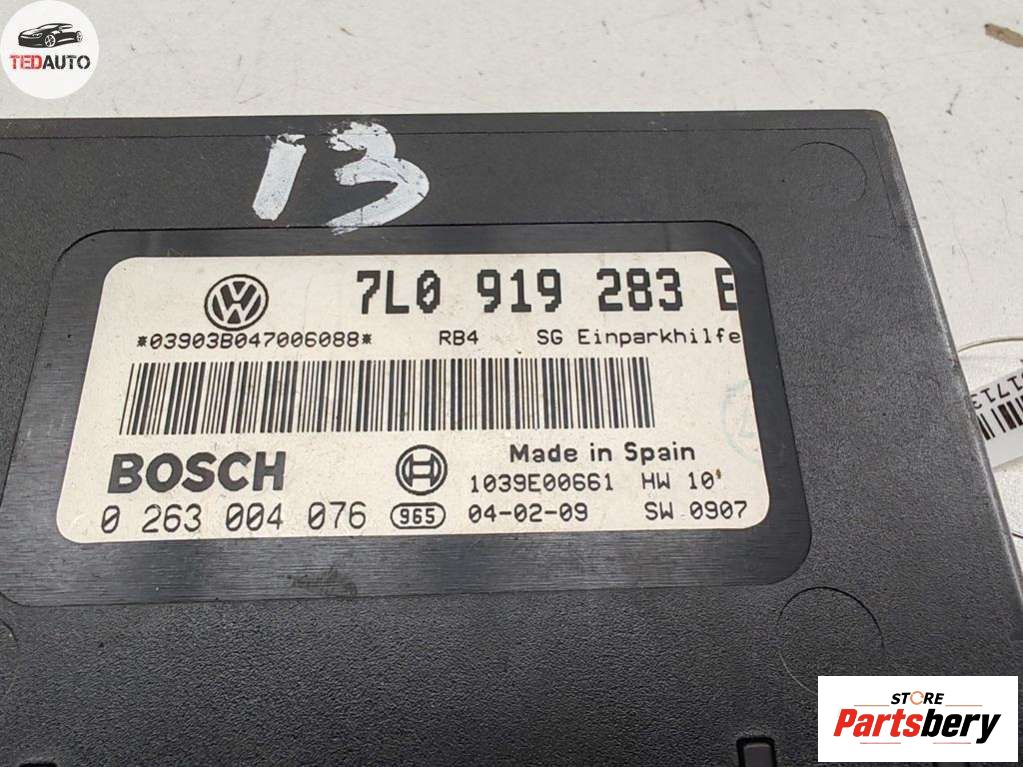 TEDAUTO
13
7L0 919 283 E
*03903B047006088* RB4 SG Einparkhilfe
BOSCH
Made in Spain
1039E00661 HW 10
0 263 004 076 965 04-02-09 SW 0907
STORE
Partsbery